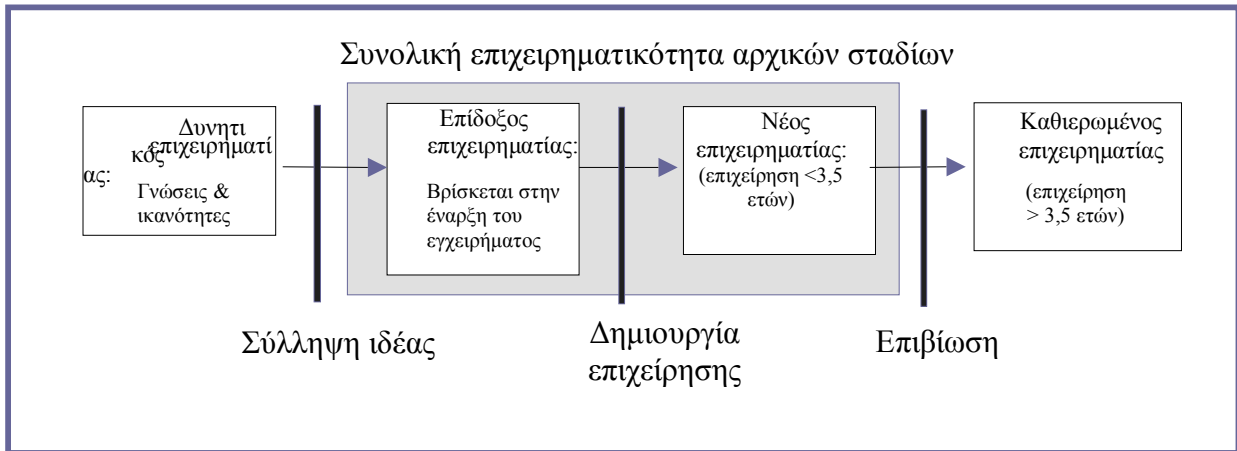 Συνολική επιχειρηματικότητα αρχικών σταδίων
Δυνητι
επιχειρηματί
κός
ας:
Γνώσεις &
ικανότητες
Επίδοξος
επιχειρηματίας:
Βρίσκεται στην
έναρξη του
εγχειρήματος
Νέος
επιχειρηματίας:
(επιχείρηση <3,5
ετών)
Καθιερωμένος
επιχειρηματίας
(επιχείρηση
> 3,5 ετών)
Σύλληψη ιδέας
Δημιουργία
επιχείρησης
Επιβίωση